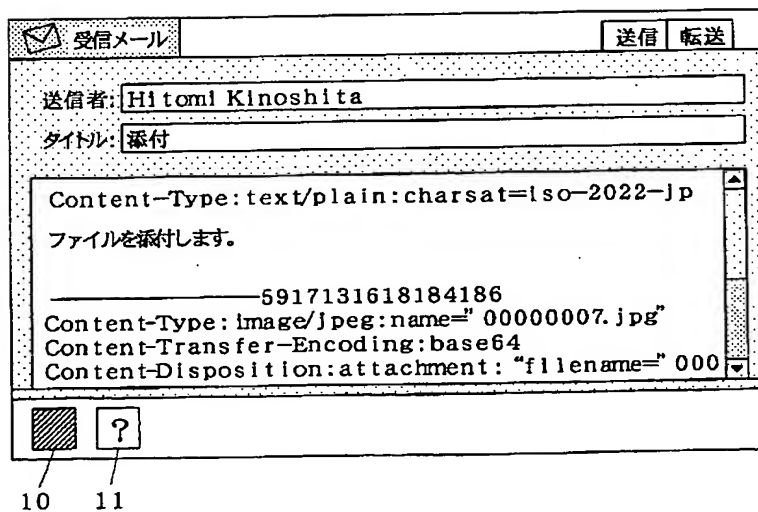 受信メール 送信 転送
送信者: Hitomi Kinoshita
タイトル: 添付
Content-Type:text/plain:charsat=iso-2022-jp
ファイルを添付します。
5917131618184186
Content-Type:image/jpeg:name="00000007.jpg"
Content-Transfer-Encoding:base64
Content-Disposition:attachment: "filename="000
?
10 11